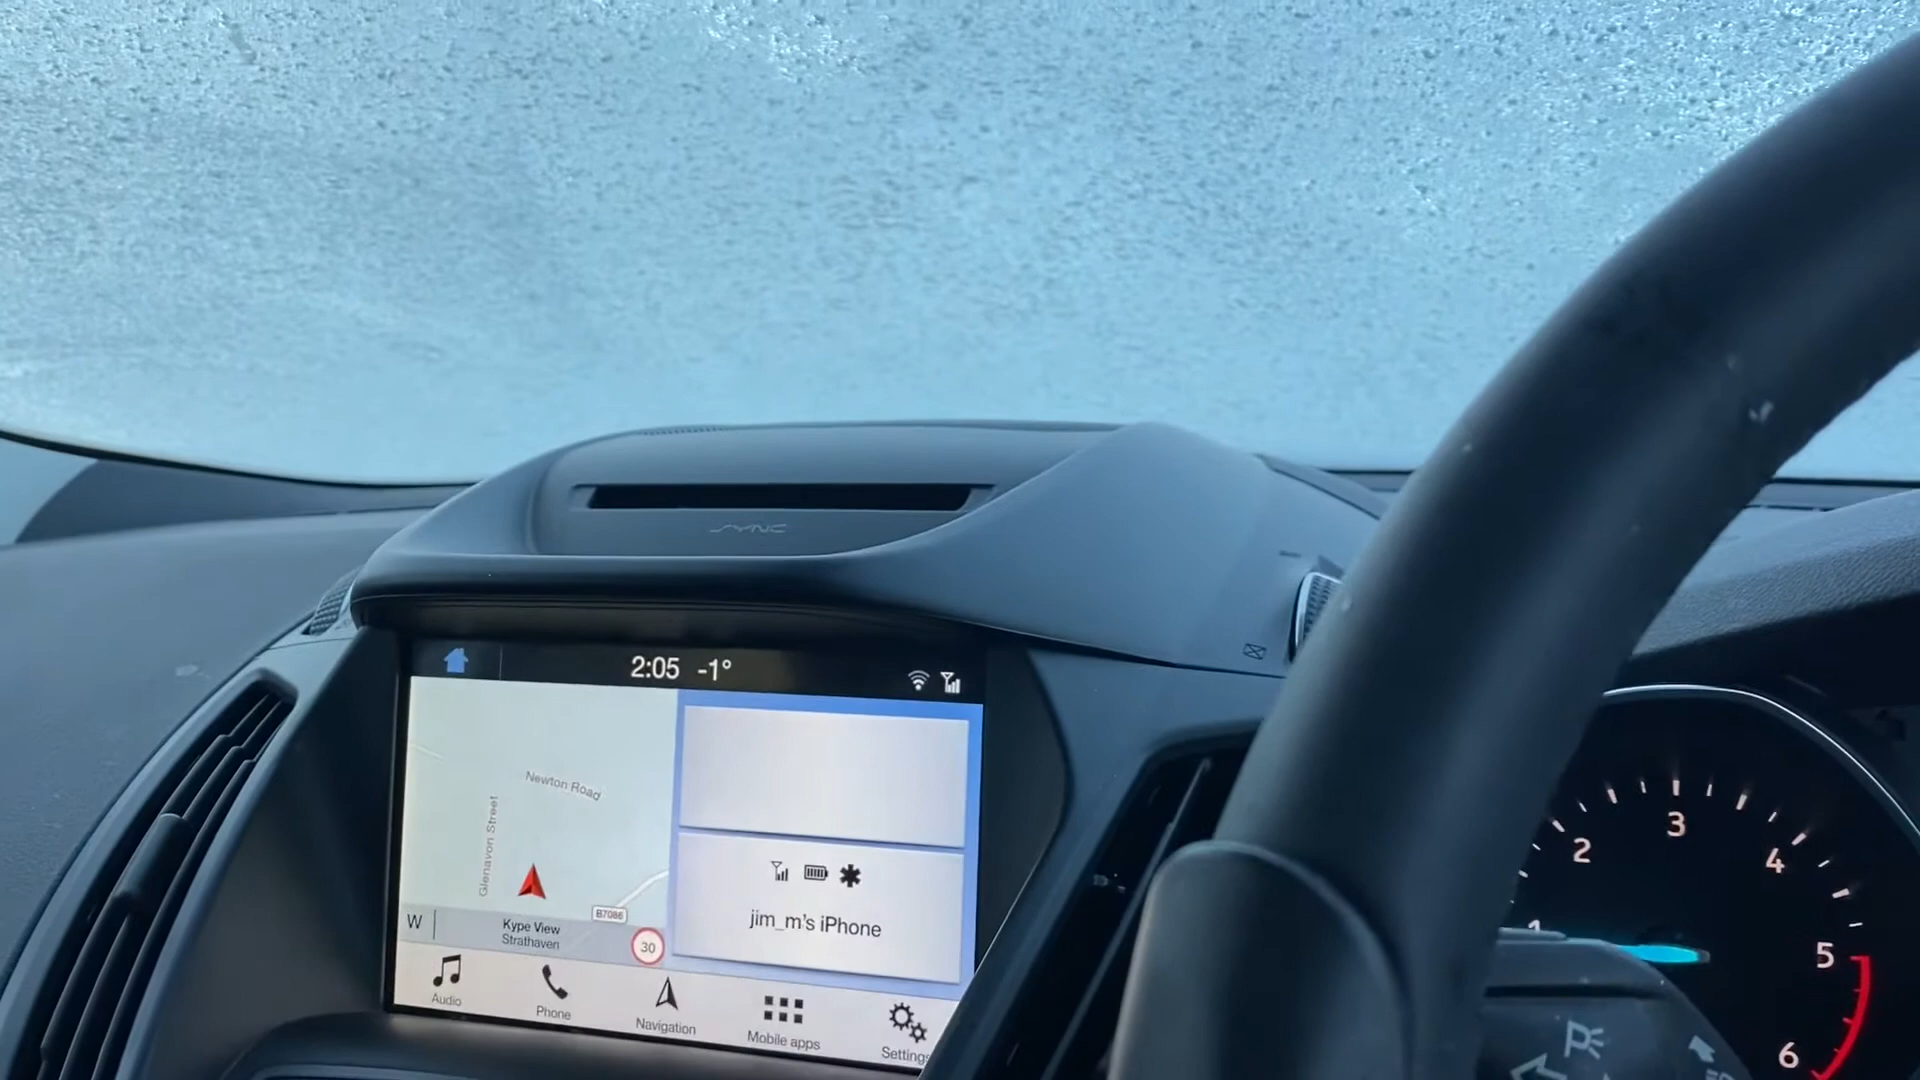 SYNC
2:05 -1°
Newton Road
Glenavon Street
B7086
W
Kype View
Strathaven
30
jim_m's iPhone
Audio
Phone
Navigation
Mobile apps
Settings
1
2
3
4
5
6